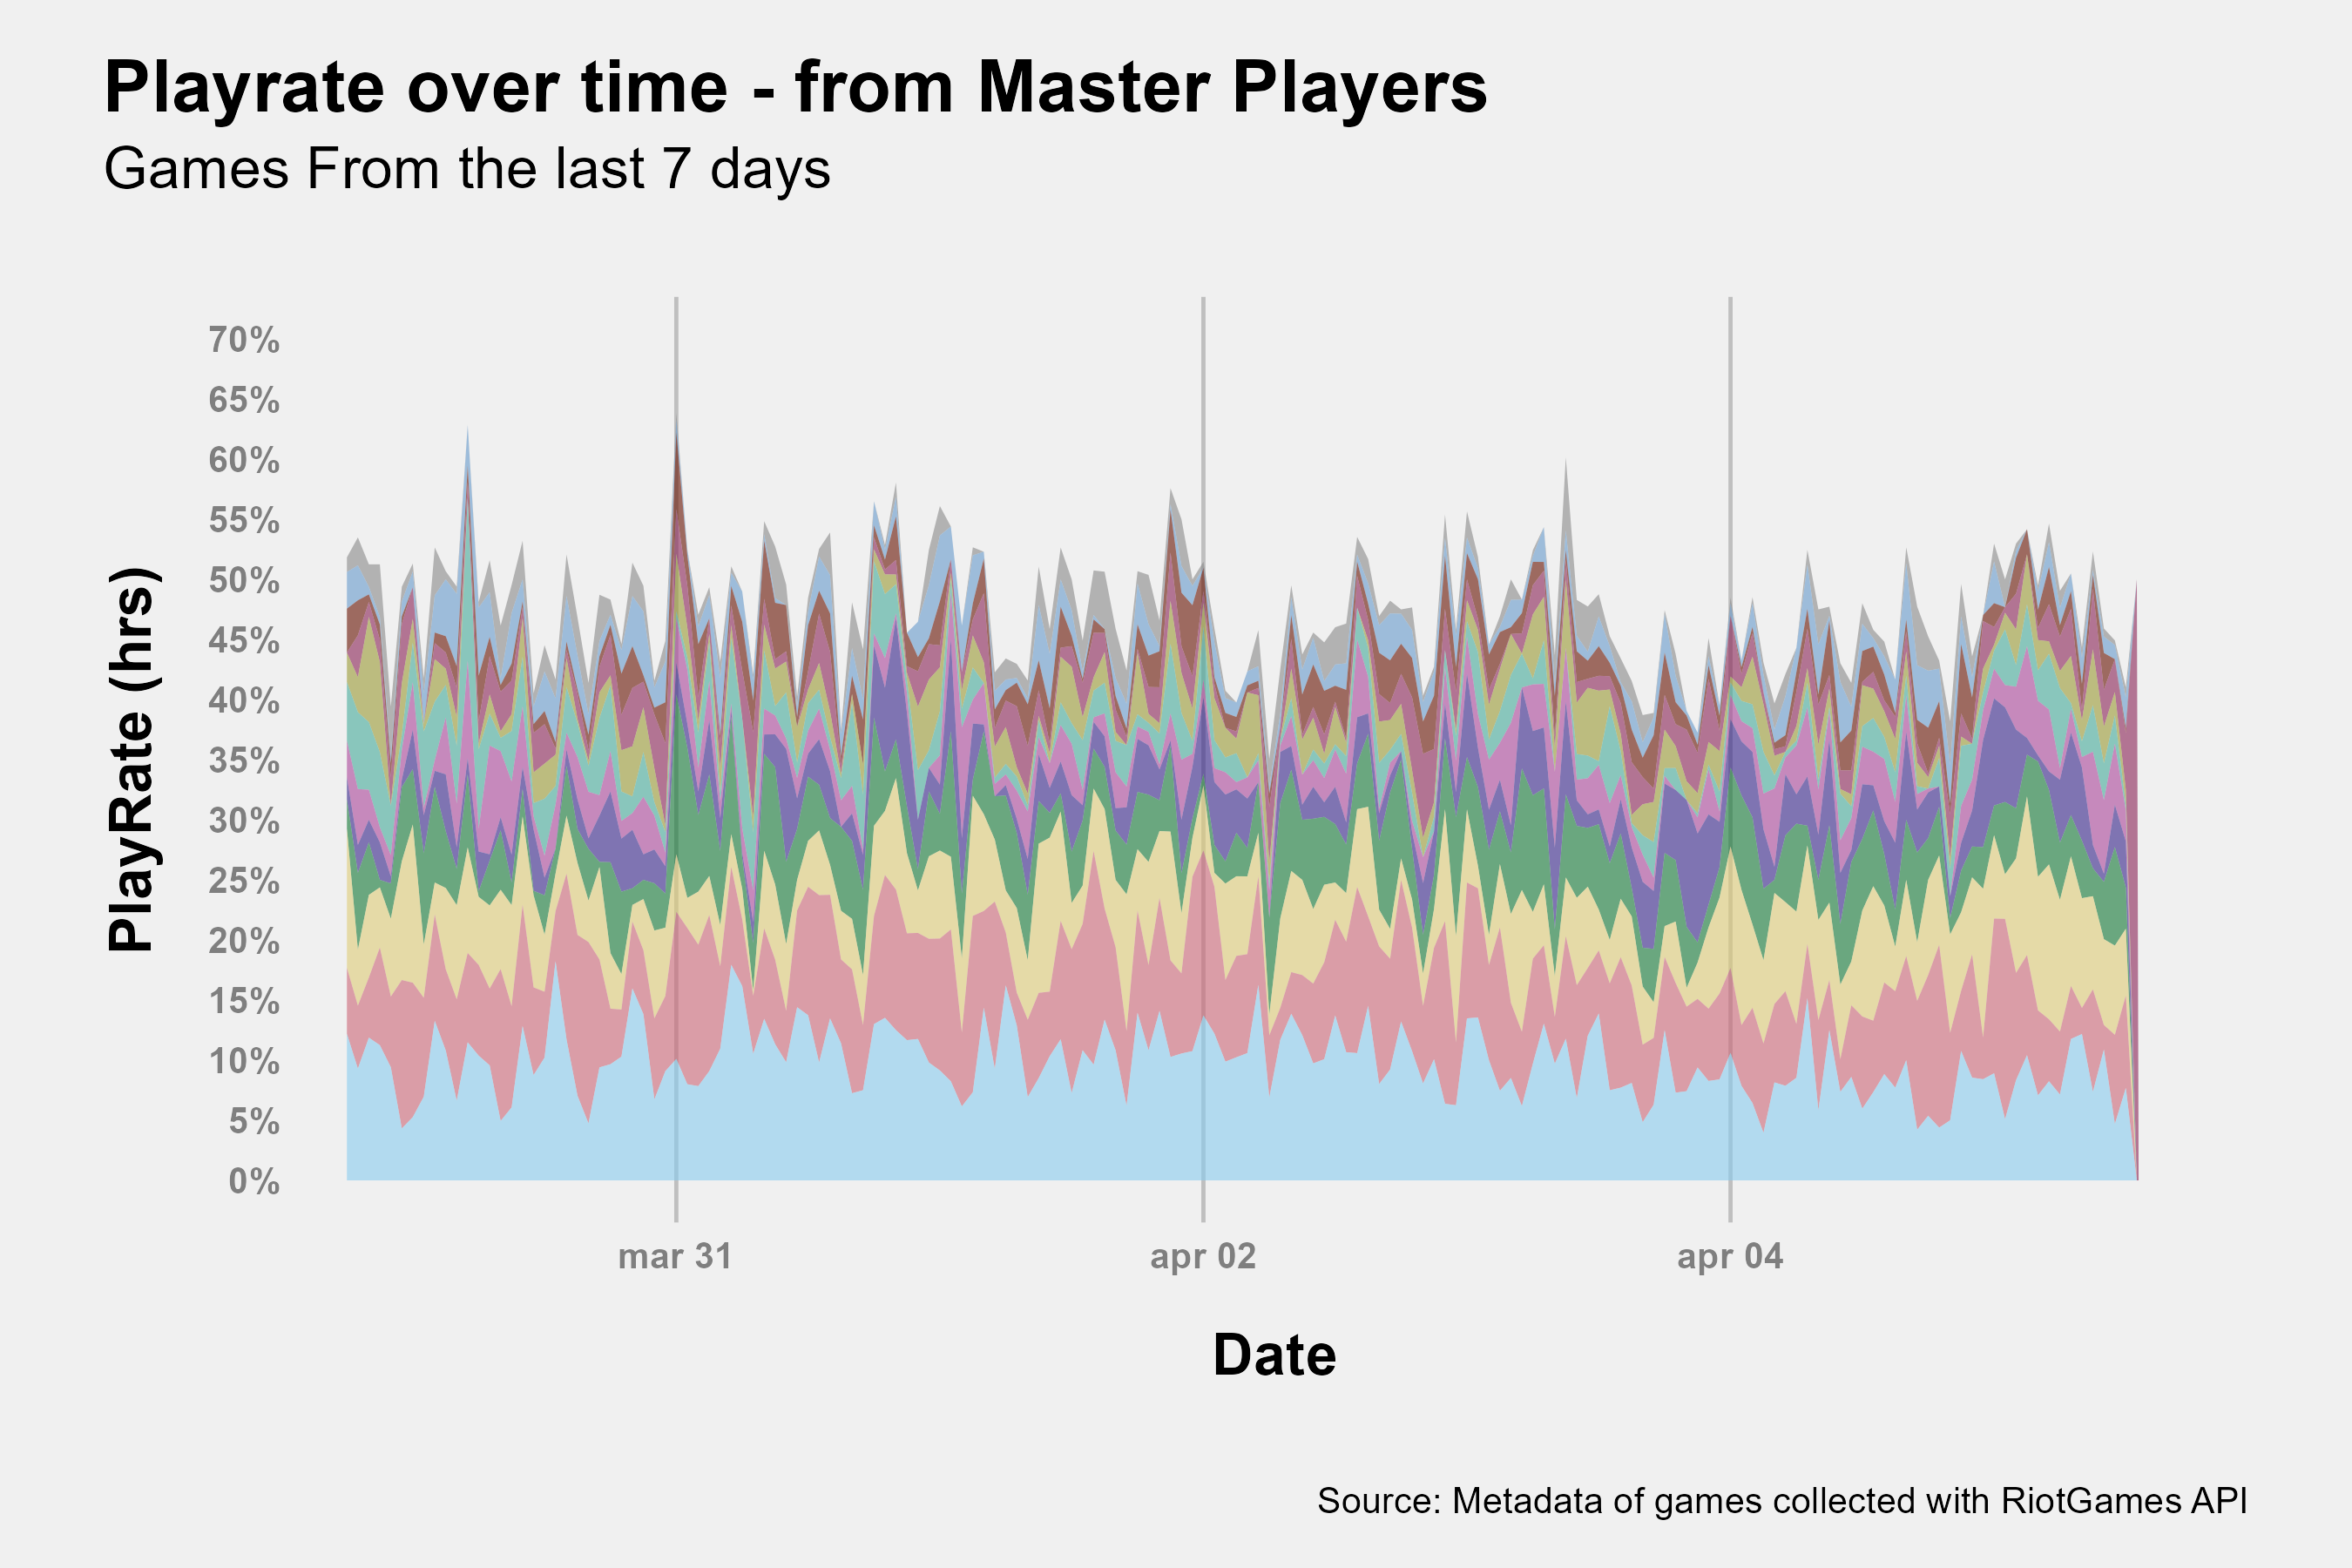 Playrate over time - from Master Players
Games From the last 7 days
PlayRate (hrs)
70%
65%
60%
55%
50%
45%
40%
35%
30%
25%
20%
15%
10%
5%
0%
mar 31
apr 02
apr 04
Date
Source: Metadata of games collected with RiotGames API